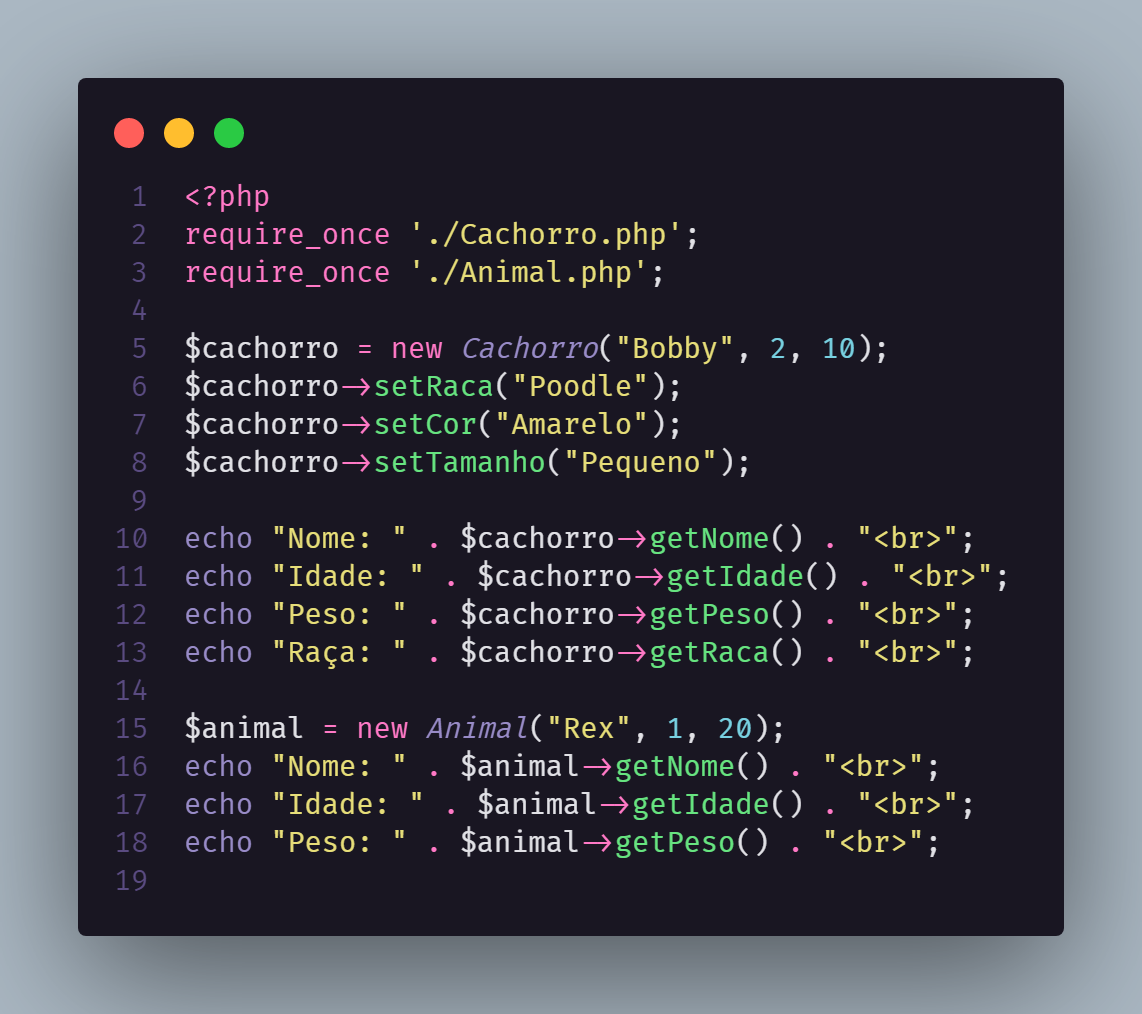 1 <?php
2 require_once './Cachorro.php';
3 require_once './Animal.php';
4
5 $cachorro = new Cachorro("Bobby", 2, 10);
6 $cachorro->setRaca("Poodle");
7 $cachorro->setCor("Amarelo");
8 $cachorro->setTamanho("Pequeno");
9
10 echo "Nome: " . $cachorro->getNome() . "<br>";
11 echo "Idade: " . $cachorro->getIdade() . "<br>";
12 echo "Peso: " . $cachorro->getPeso() . "<br>";
13 echo "Raça: " . $cachorro->getRaca() . "<br>";
14
15 $animal = new Animal("Rex", 1, 20);
16 echo "Nome: " . $animal->getNome() . "<br>";
17 echo "Idade: " . $animal->getIdade() . "<br>";
18 echo "Peso: " . $animal->getPeso() . "<br>";
19